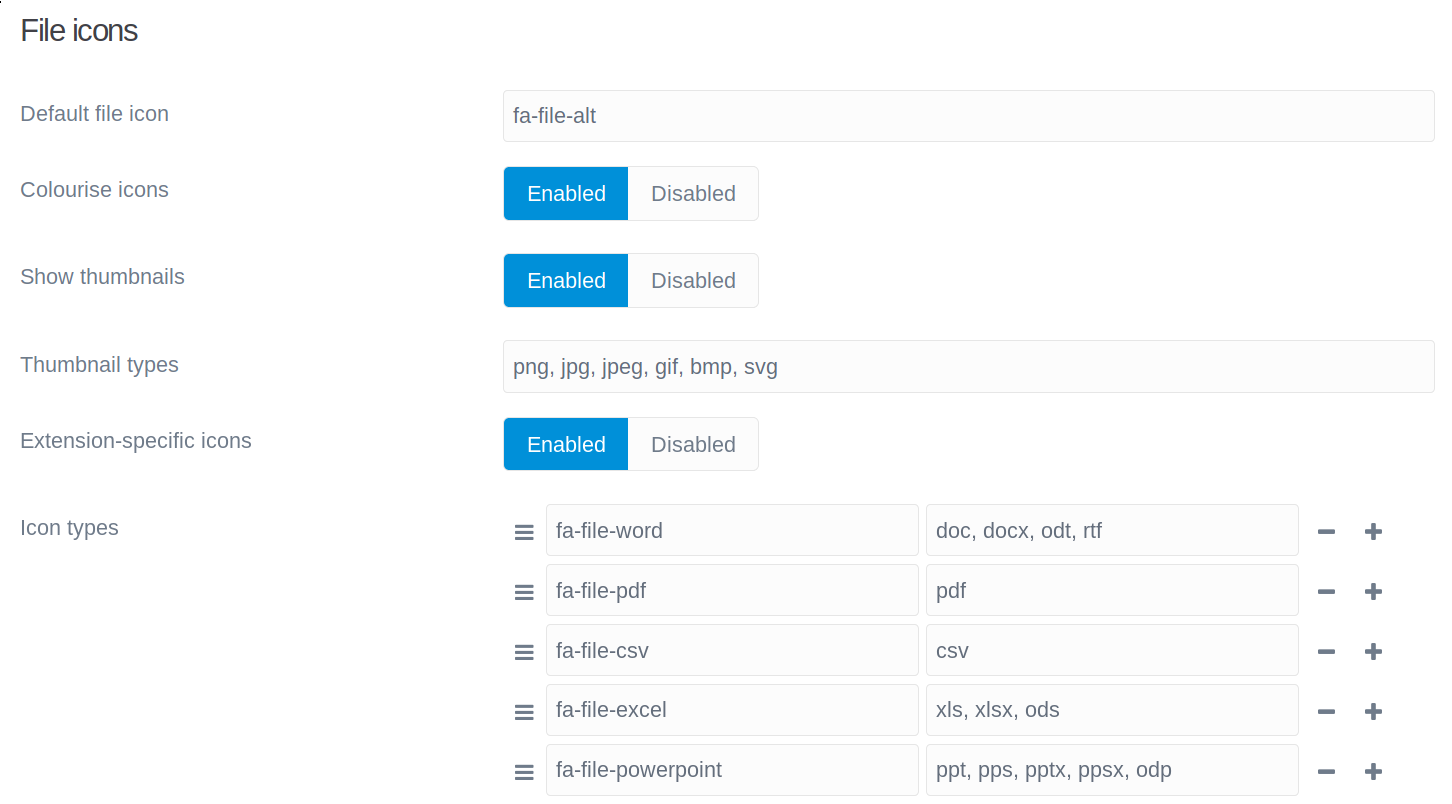 File icons
Default file icon fa-file-alt
Colourise icons Enabled Disabled
Show thumbnails Enabled Disabled
Thumbnail types png, jpg, jpeg, gif, bmp, svg
Extension-specific icons Enabled Disabled
Icon types fa-file-word doc, docx, odt, rtf
fa-file-pdf pdf
fa-file-csv csv
fa-file-excel xls, xlsx, ods
fa-file-powerpoint ppt, pps, pptx, ppsx, odp